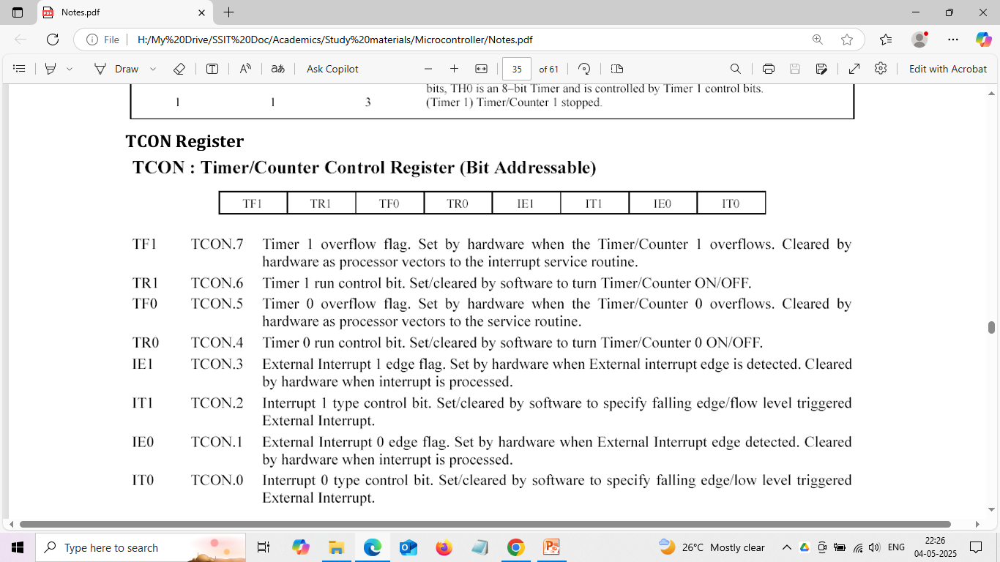 Notes.pdf
File
H:/My%20Drive/SSIT%20Doc/Academics/Study%20materials/Microcontroller/Notes.pdf
Draw
Ask Copilot
35
of 61
Edit with Acrobat
bits, TH0 is an 8–bit Timer and is controlled by Timer 1 control bits.
1 1 3 (Timer 1) Timer/Counter 1 stopped.
TCON Register
TCON : Timer/Counter Control Register (Bit Addressable)
TF1 TR1 TF0 TR0 IE1 IT1 IE0 IT0
TF1 TCON.7 Timer 1 overflow flag. Set by hardware when the Timer/Counter 1 overflows. Cleared by
hardware as processor vectors to the interrupt service routine.
TR1 TCON.6 Timer 1 run control bit. Set/cleared by software to turn Timer/Counter ON/OFF.
TF0 TCON.5 Timer 0 overflow flag. Set by hardware when the Timer/Counter 0 overflows. Cleared by
hardware as processor vectors to the service routine.
TR0 TCON.4 Timer 0 run control bit. Set/cleared by software to turn Timer/Counter 0 ON/OFF.
IE1 TCON.3 External Interrupt 1 edge flag. Set by hardware when External interrupt edge is detected. Cleared
by hardware when interrupt is processed.
IT1 TCON.2 Interrupt 1 type control bit. Set/cleared by software to specify falling edge/flow level triggered
External Interrupt.
IE0 TCON.1 External Interrupt 0 edge flag. Set by hardware when External Interrupt edge detected. Cleared
by hardware when interrupt is processed.
IT0 TCON.0 Interrupt 0 type control bit. Set/cleared by software to specify falling edge/low level triggered
External Interrupt.
Type here to search
26°C Mostly clear
ENG
22:26
04-05-2025